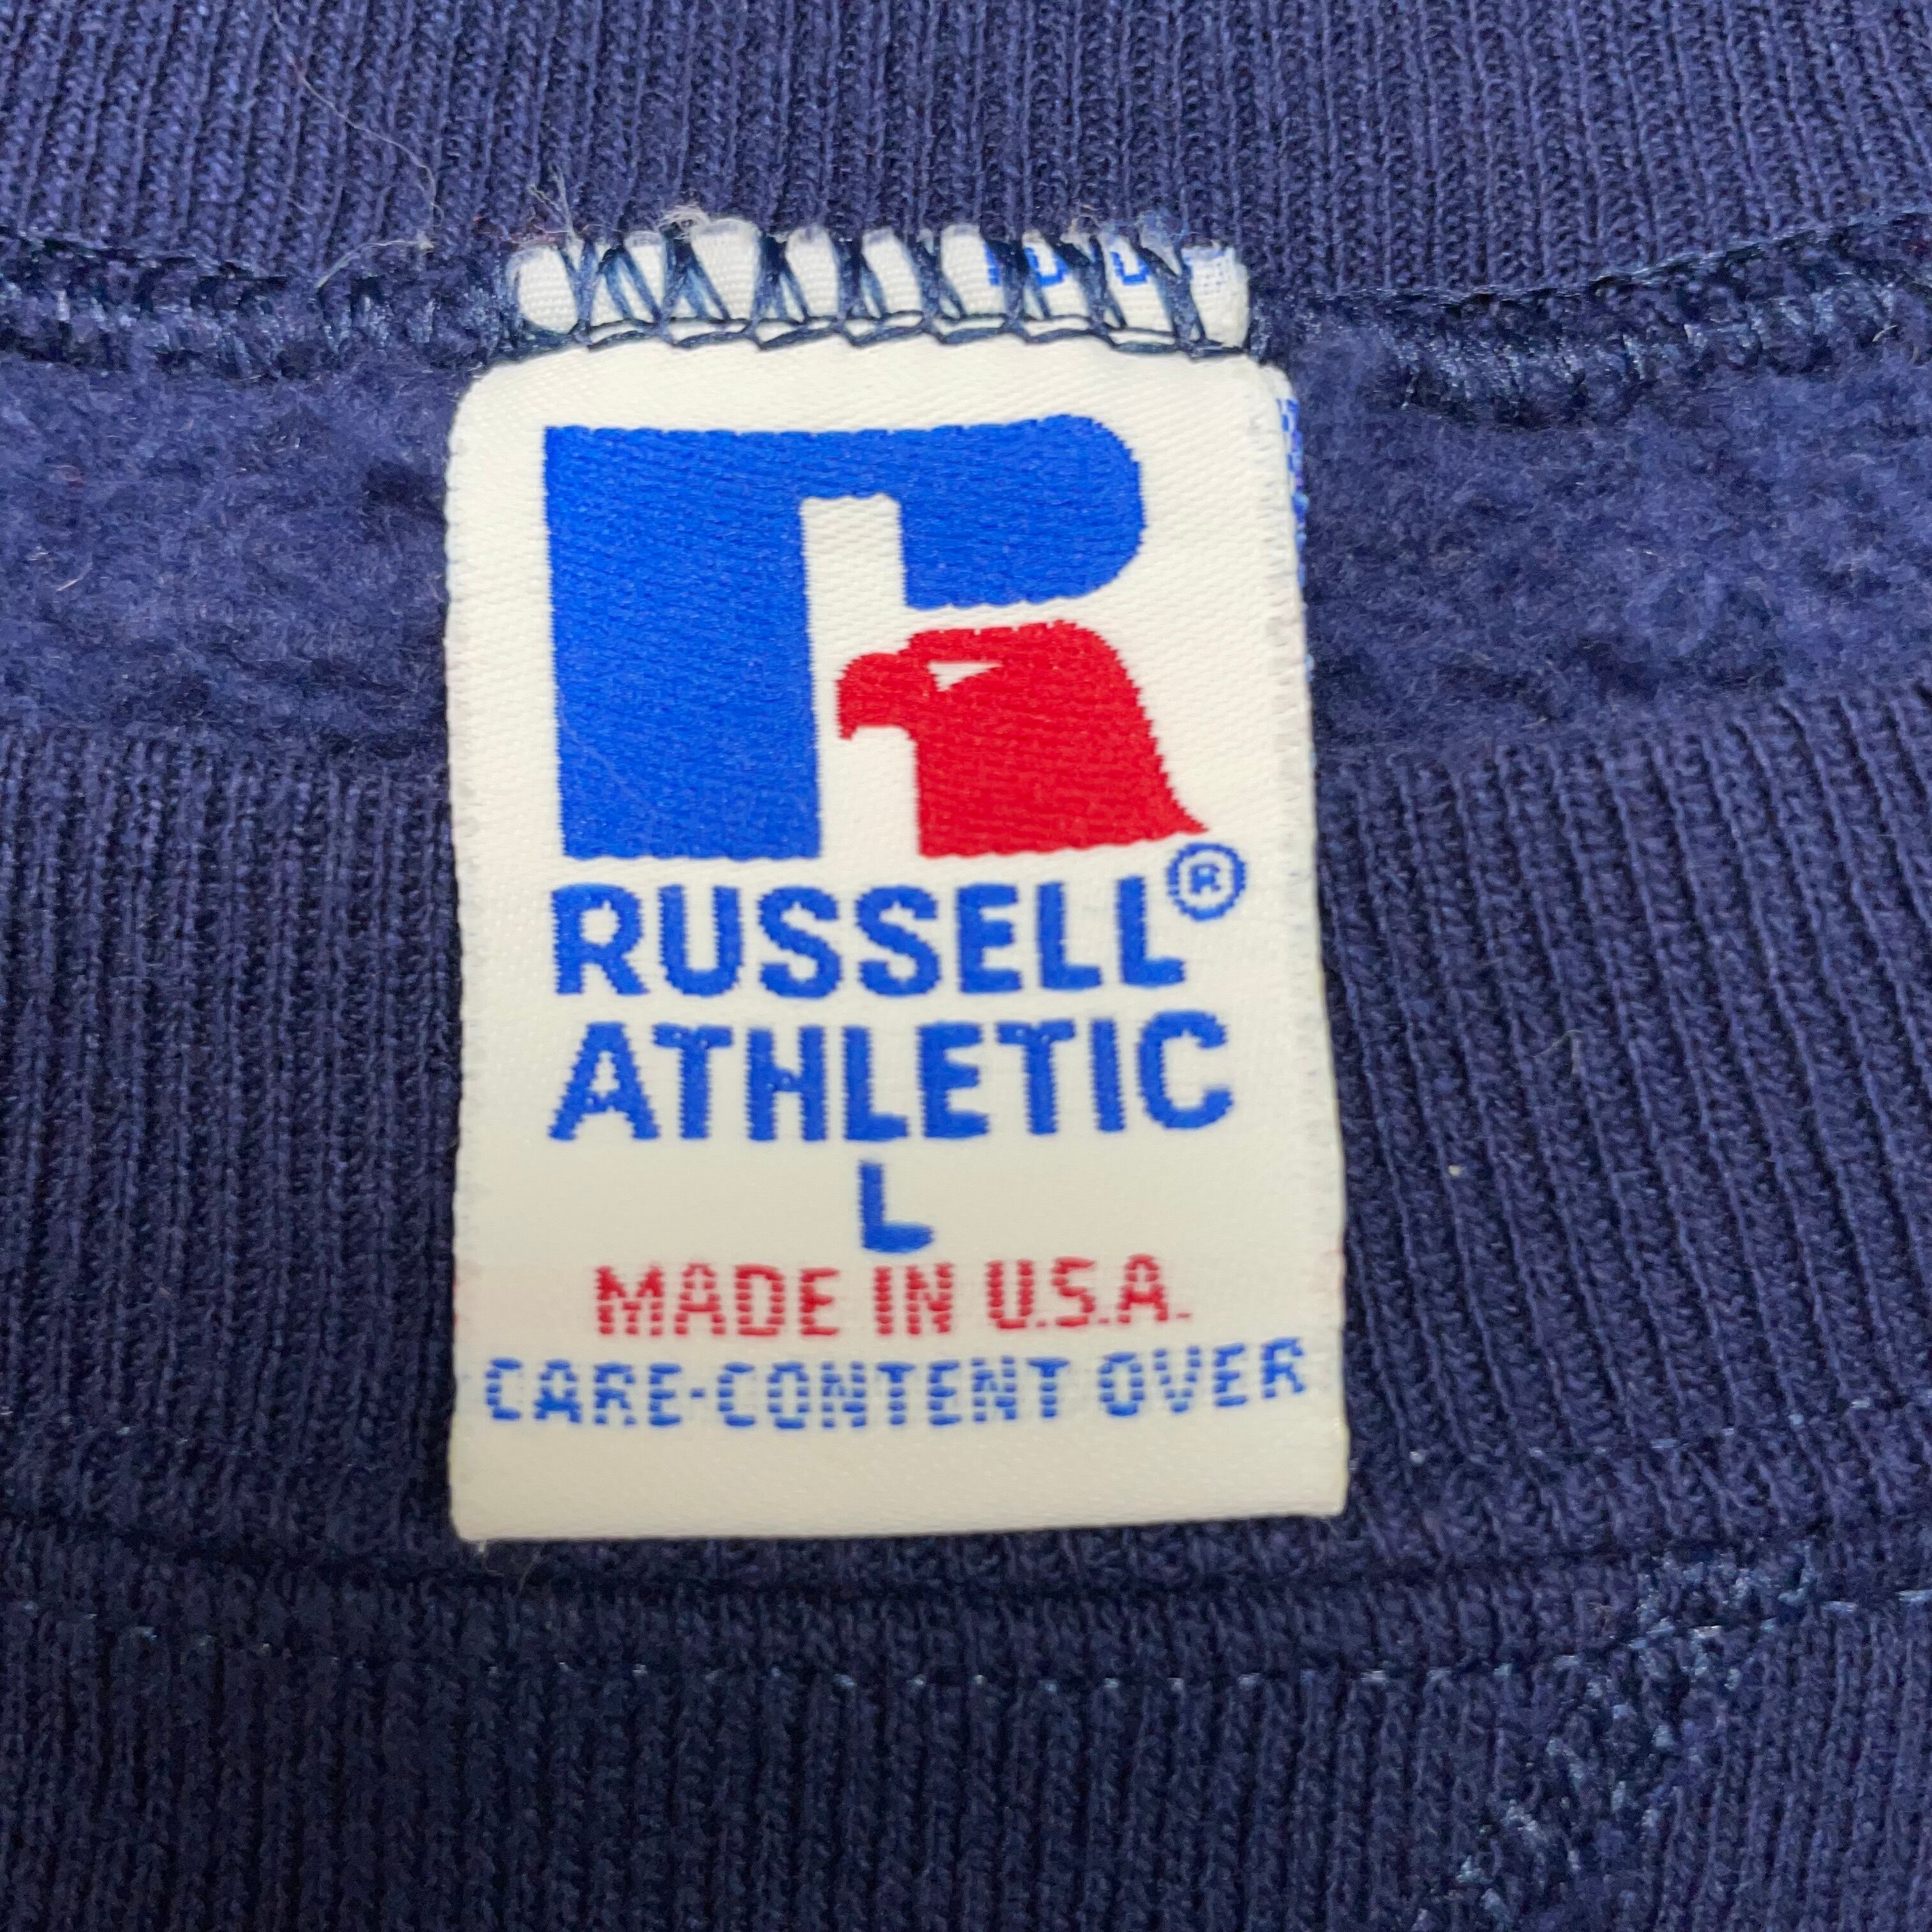 RUSSELL®
ATHLETIC
L
MADE IN U.S.A.
CARE-CONTENT OVER